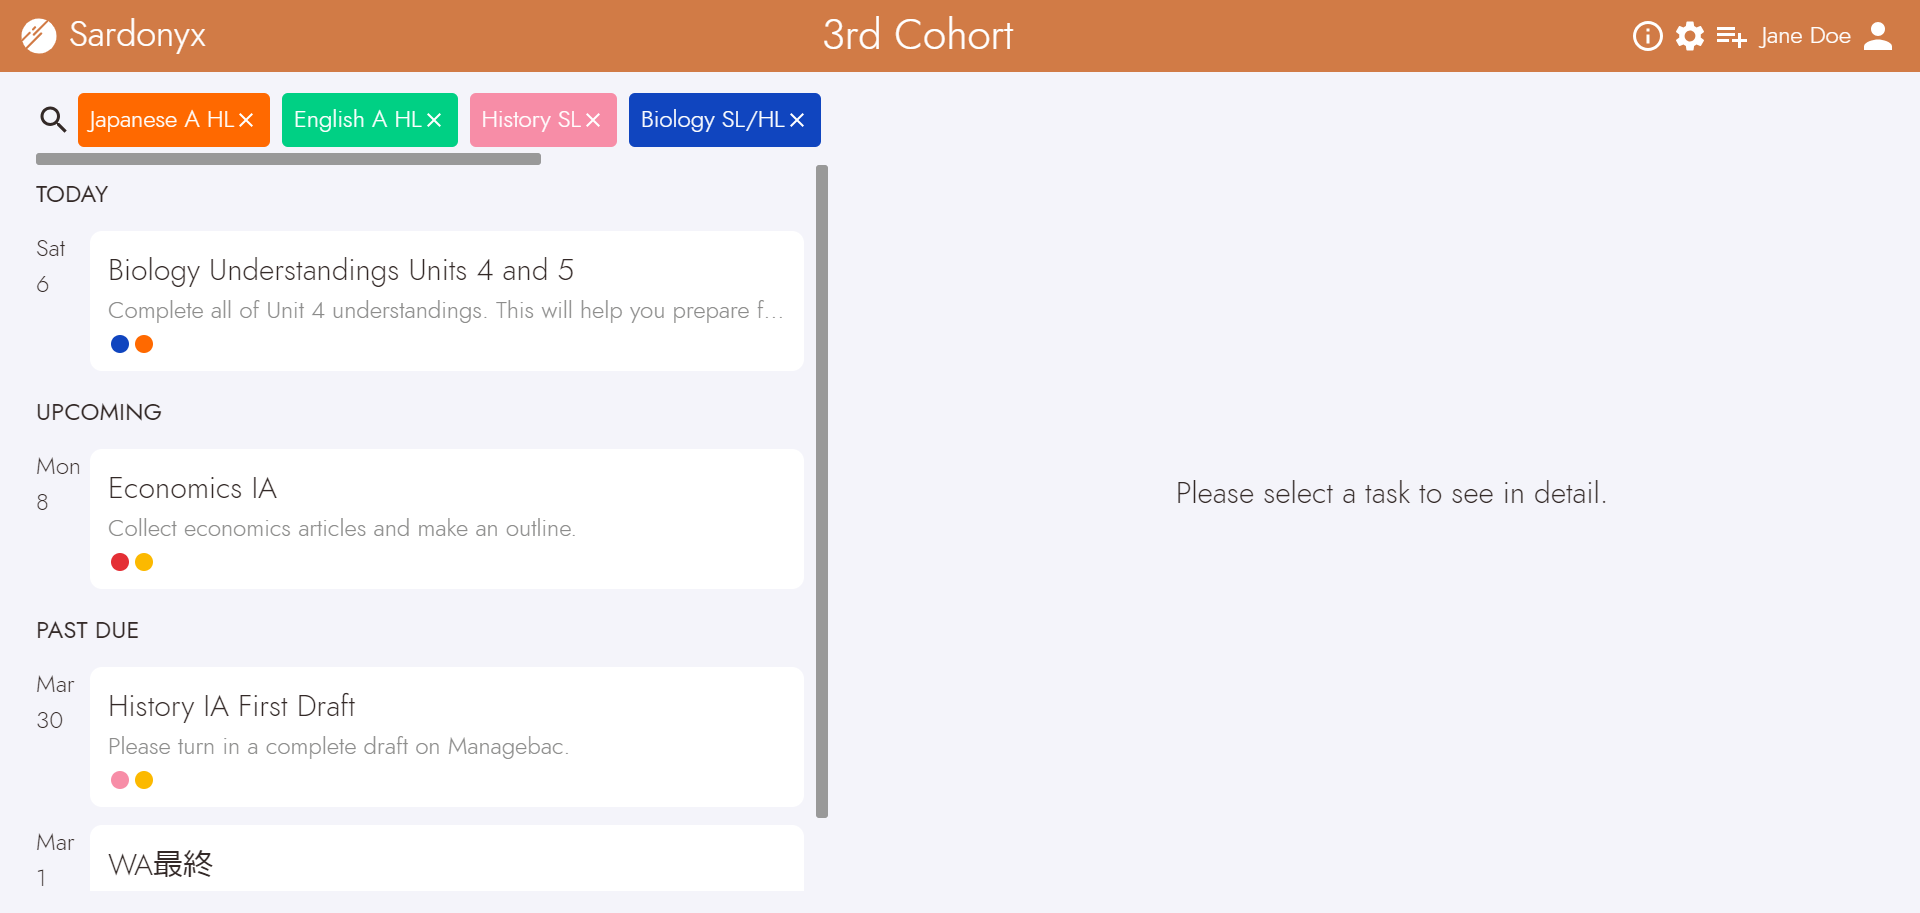 Sardonyx
3rd Cohort
Jane Doe
Japanese A HL
English A HL
History SL
Biology SL/HL
TODAY
Sat
6
Biology Understandings Units 4 and 5
Complete all of Unit 4 understandings. This will help you prepare f...
UPCOMING
Mon
8
Economics IA
Collect economics articles and make an outline.
PAST DUE
Mar
30
History IA First Draft
Please turn in a complete draft on Managebac.
Mar
1
WA最終
Please select a task to see in detail.